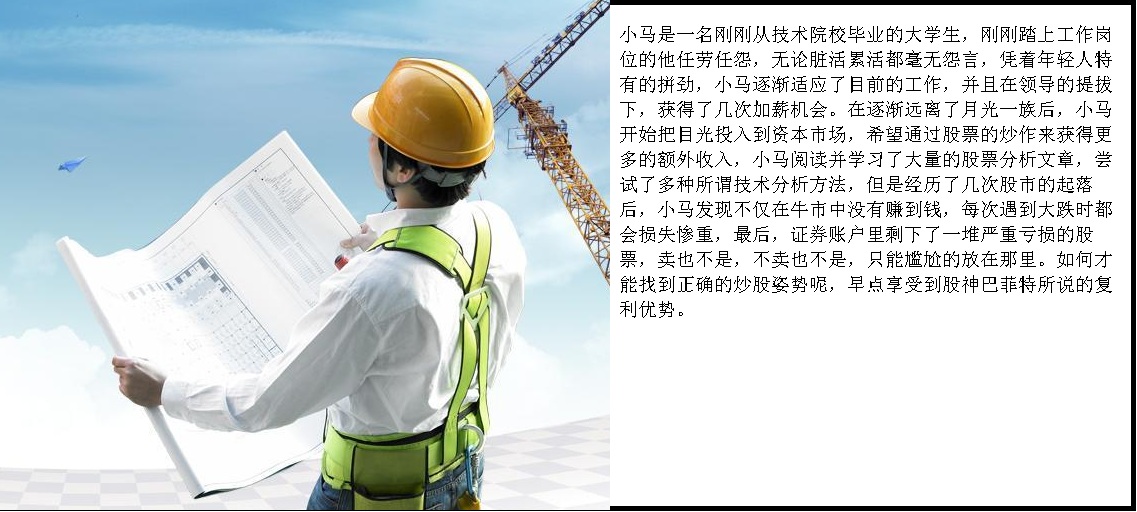 小马是一名刚刚从技术院校毕业的大学生，刚刚踏上工作岗
位的他任劳任怨，无论脏活累活都毫无怨言，凭着年轻人特
有的拼劲，小马逐渐适应了目前的工作，并且在领导的提拔
下，获得了几次加薪机会。在逐渐远离了月光一族后，小马
开始把目光投入到资本市场，希望通过股票的炒作来获得更
多的额外收入，小马阅读并学习了大量的股票分析文章，尝
试了多种所谓技术分析方法，但是经历了几次股市的起落
后，小马发现不仅在牛市中没有赚到钱，每次遇到大跌时都
会损失惨重，最后，证券账户里剩下了一堆严重亏损的股
票，卖也不是，不卖也不是，只能尴尬的放在那里。如何才
能找到正确的炒股姿势呢，早点享受到股神巴菲特所说的复
利优势。